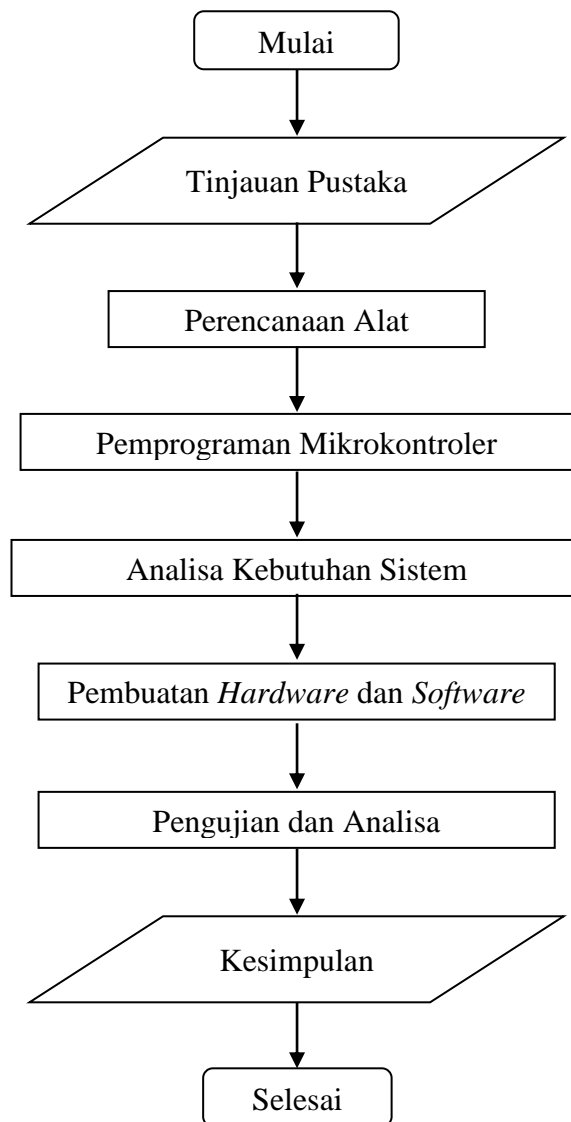 Mulai
Tinjauan Pustaka
Perencanaan Alat
Pemprograman Mikrokontroler
Analisa Kebutuhan Sistem
Pembuatan Hardware dan Software
Pengujian dan Analisa
Kesimpulan
Selesai